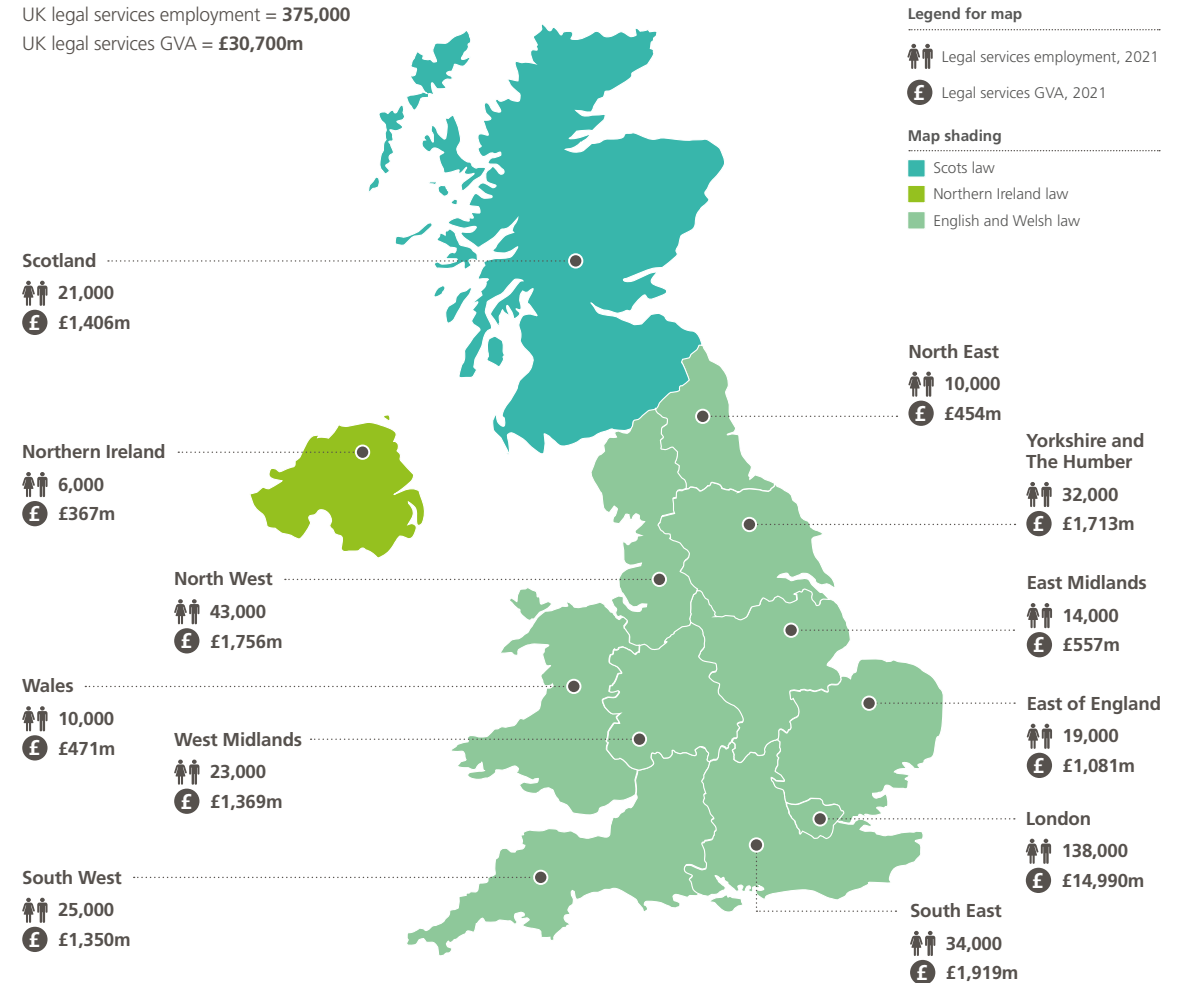 UK legal services employment = 375,000
UK legal services GVA = £30,700m
Legend for map
Legal services employment, 2021
£ Legal services GVA, 2021
Map shading
Scots law
Northern Ireland law
English and Welsh law
Scotland
21,000
£ £1,406m
North East
10,000
£ £454m
Northern Ireland
6,000
£ £367m
Yorkshire and
The Humber
32,000
£ £1,713m
North West
43,000
£ £1,756m
East Midlands
14,000
£ £557m
Wales
10,000
£ £471m
West Midlands
23,000
£ £1,369m
East of England
19,000
£ £1,081m
London
138,000
£ £14,990m
South West
25,000
£ £1,350m
South East
34,000
£ £1,919m